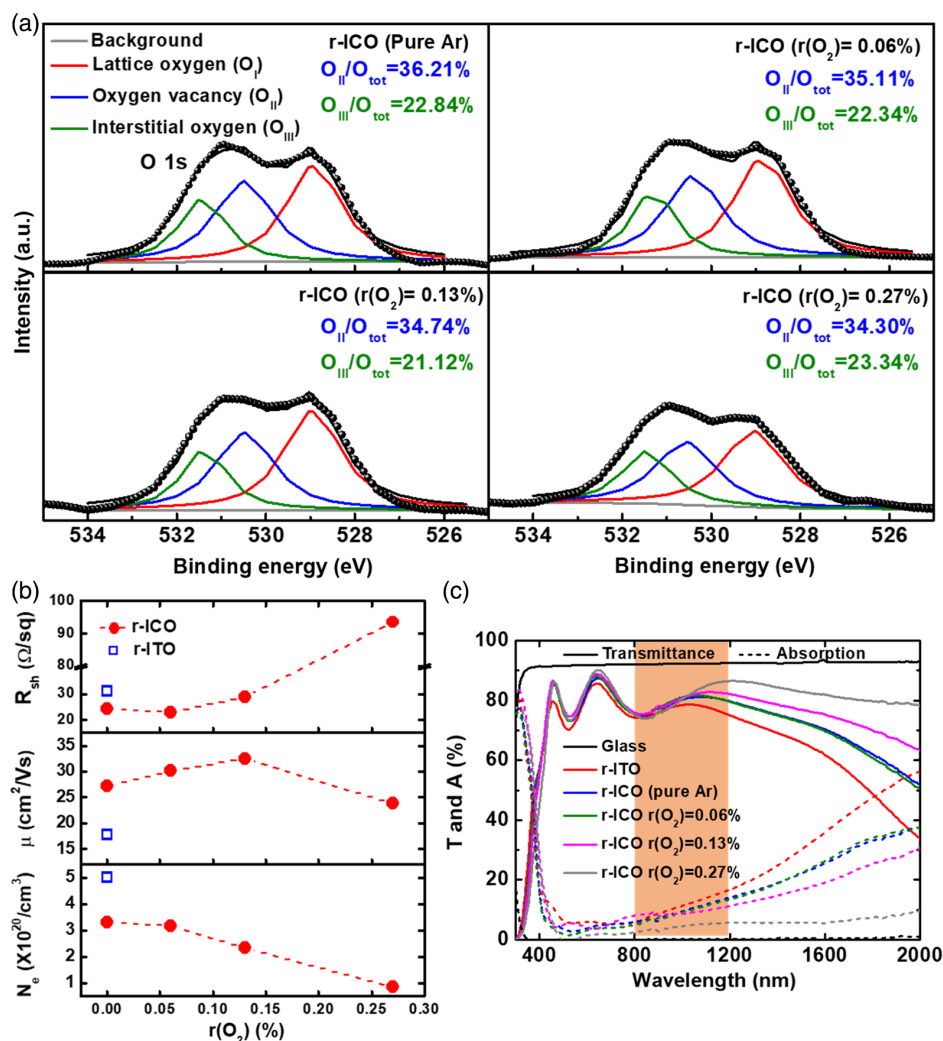 (a)
Background
Lattice oxygen (O_I)
Oxygen vacancy (O_II)
Interstitial oxygen (O_III)
O 1s
r-ICO (Pure Ar)
O_II/O_tot=36.21%
O_III/O_tot=22.84%
r-ICO (r(O₂)= 0.06%)
O_II/O_tot=35.11%
O_III/O_tot=22.34%
r-ICO (r(O₂)= 0.13%)
O_II/O_tot=34.74%
O_III/O_tot=21.12%
r-ICO (r(O₂)= 0.27%)
O_II/O_tot=34.30%
O_III/O_tot=23.34%
Intensity (a.u.)
534 532 530 528 526
534 532 530 528 526
Binding energy (eV)
Binding energy (eV)
(b)
R_sh (Ω/sq)
100
90
80
30
20
r-ICO
r-ITO
μ (cm²/Vs)
35
30
25
20
15
N_e (X10²⁰/cm³)
5
4
3
2
1
0.00 0.05 0.10 0.15 0.20 0.25 0.30
r(O₂) (%)
(c)
T and A (%)
100
80
60
40
20
0
Transmittance
Absorption
Glass
r-ITO
r-ICO (pure Ar)
r-ICO r(O₂)=0.06%
r-ICO r(O₂)=0.13%
r-ICO r(O₂)=0.27%
400 800 1200 1600 2000
Wavelength (nm)